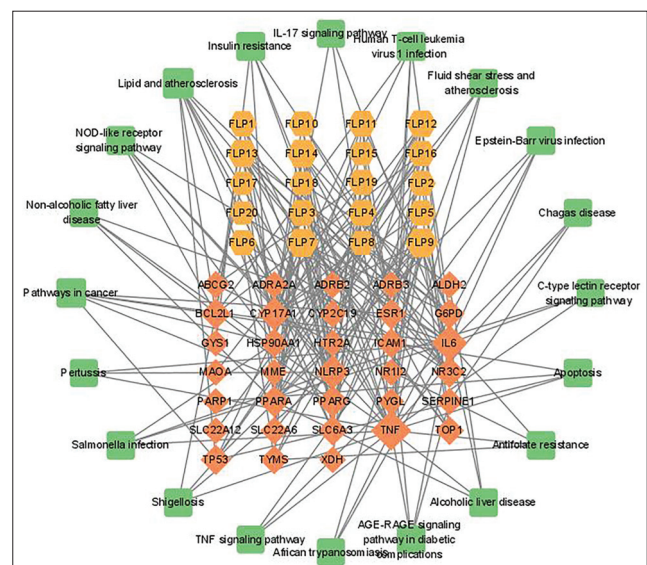 IL-17 signaling pathway
Insulin resistance
Human T-cell leukemia
virus 1 infection
Lipid and atherosclerosis
Fluid shear stress and
atherosclerosis
NOD-like receptor
signaling pathway
Epstein-Barr virus infection
Non-alcoholic fatty liver
disease
Chagas disease
Pathways in cancer
C-type lectin receptor
signaling pathway
Pertussis
Apoptosis
Salmonella infection
Antifolate resistance
Shigellosis
Alcoholic liver disease
TNF signaling pathway
African trypanosomiasis
AGE-RAGE signaling
pathway in diabetic
complications
FLP1 FLP10 FLP11 FLP12
FLP13 FLP14 FLP15 FLP16
FLP17 FLP18 FLP19 FLP2
FLP20 FLP3 FLP4 FLP5
FLP6 FLP7 FLP8 FLP9
ABCG2 ADRA2A ADRB2 ADRB3 ALDH2
BCL2L1 CYP17A1 CYP2C19 ESR1 G6PD
GYS1 HSP90AA1 HTR2A ICAM1 IL6
MAOA MME NLRP3 NR1I2 NR3C2
PARP1 PPARA PPARG PYGL SERPINE1
SLC22A12 SLC22A6 SLC6A3 TNF TOP1
TP53 TYMS XDH